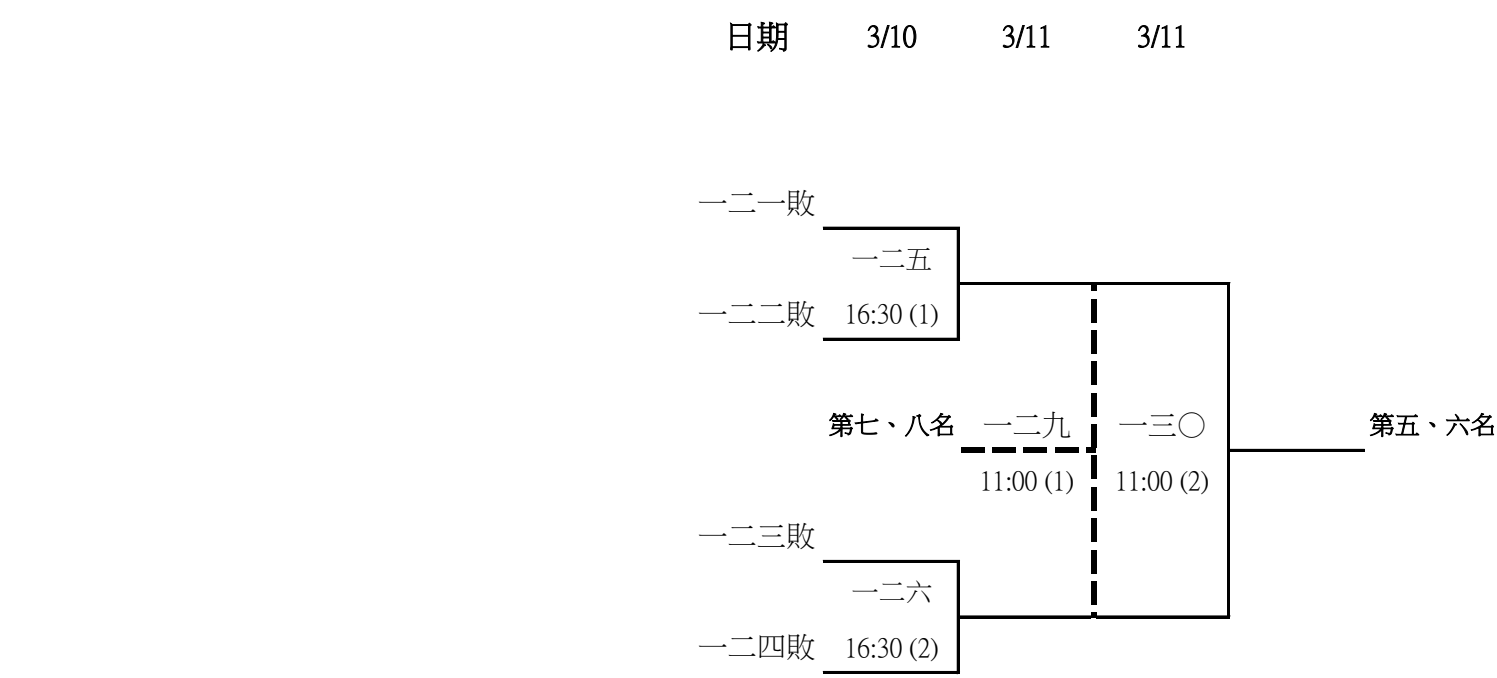 日期 3/10 3/11 3/11
一二一敗
一二五
一二二敗 16:30 (1)
第七、八名 一二九 一三〇 第五、六名
11:00 (1) 11:00 (2)
一二三敗
一二六
一二四敗 16:30 (2)